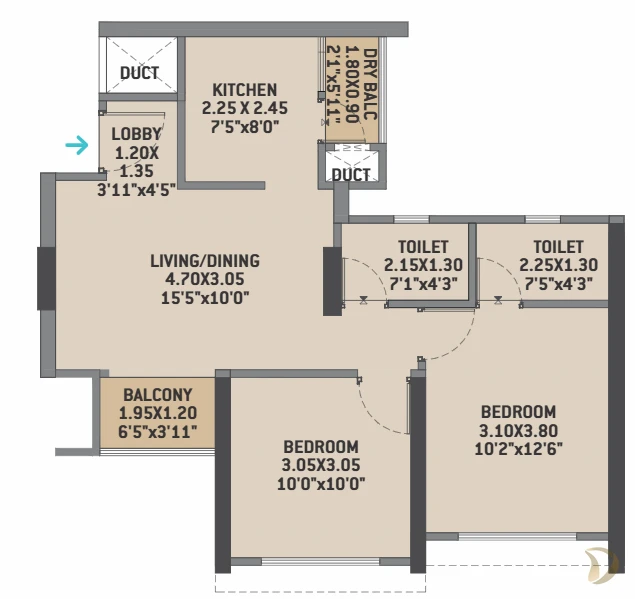 DUCT
KITCHEN
2.25 X 2.45
7'5"x8'0"
DRY BALC
1.80X0.90
2'1"x5'11"
LOBBY
1.20X
1.35
3'11"x4'5"
DUCT
LIVING/DINING
4.70X3.05
15'5"x10'0"
TOILET
2.15X1.30
7'1"x4'3"
TOILET
2.25X1.30
7'5"x4'3"
BALCONY
1.95X1.20
6'5"x3'11"
BEDROOM
3.05X3.05
10'0"x10'0"
BEDROOM
3.10X3.80
10'2"x12'6"